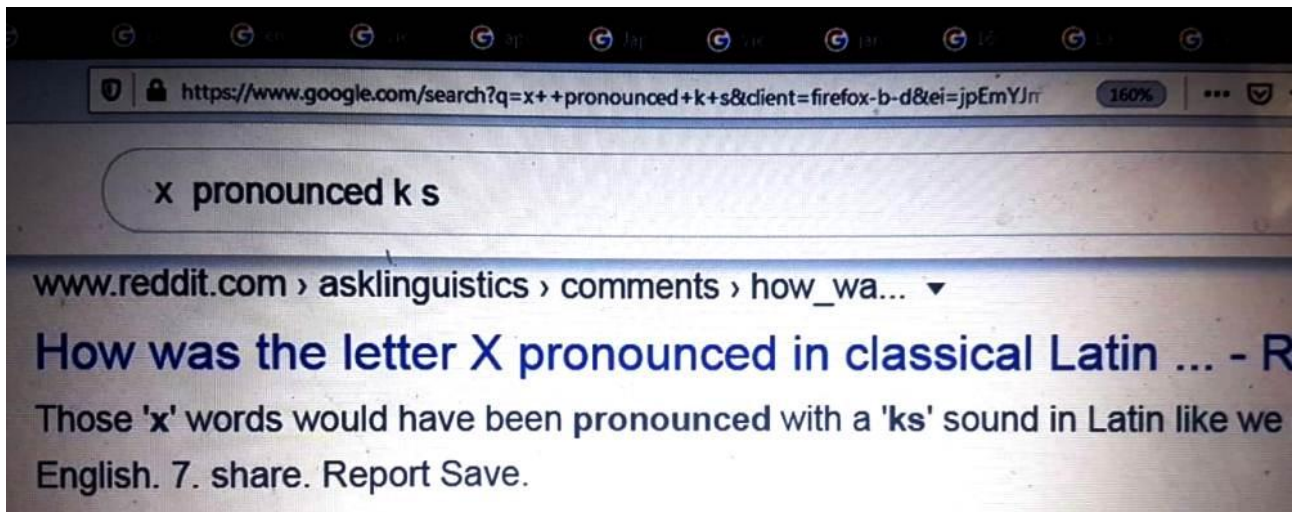 https://www.google.com/search?q=x++pronounced+k+s&client=firefox-b-d&ei=jpEmYJ
160%
x pronounced k s
www.reddit.com › asklinguistics › comments › how_wa...
How was the letter X pronounced in classical Latin ... - R
Those 'x' words would have been pronounced with a 'ks' sound in Latin like we
English. 7. share. Report Save.